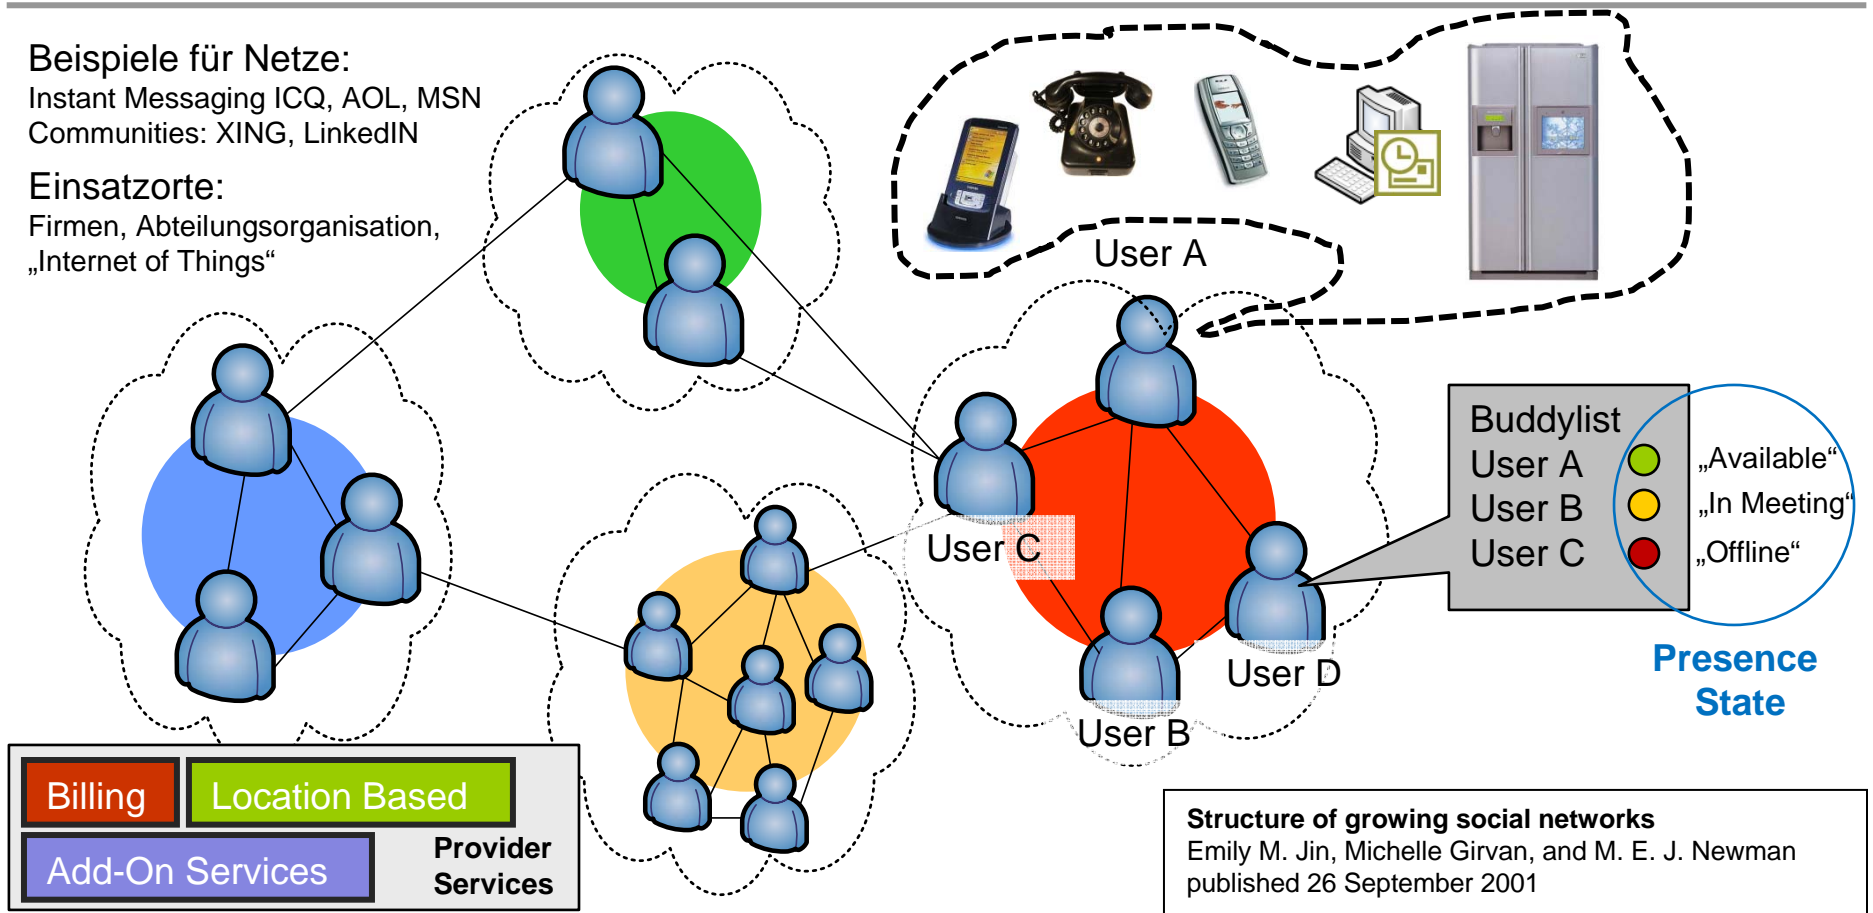 Beispiele für Netze:
Instant Messaging ICQ, AOL, MSN
Communities: XING, LinkedIN
Einsatzorte:
Firmen, Abteilungsorganisation,
„Internet of Things“
User A
User C
User D
User B
Buddylist
User A „Available“
User B „In Meeting“
User C „Offline“
Presence
State
Billing
Location Based
Add-On Services
Provider
Services
Structure of growing social networks
Emily M. Jin, Michelle Girvan, and M. E. J. Newman
published 26 September 2001